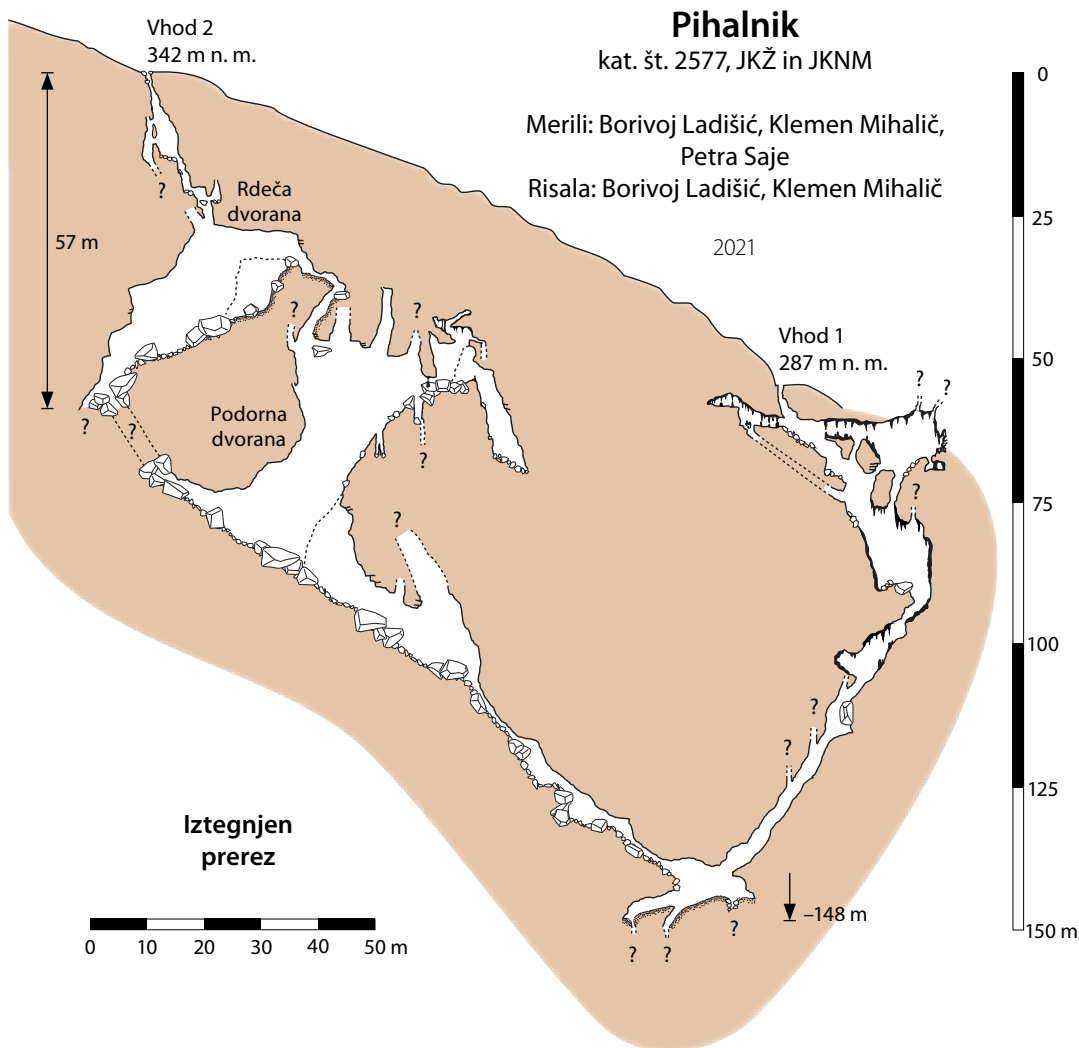 Pihalnik
kat. št. 2577, JKŽ in JKNM
Merili: Borivoj Ladišić, Klemen Mihalič,
Petra Saje
Risala: Borivoj Ladišić, Klemen Mihalič
2021
Vhod 2
342 m n. m.
57 m
?
Rdeča
dvorana
?
?
Podorna
dvorana
?
?
?
?
Vhod 1
287 m n. m.
?
?
?
?
?
–148 m
?
?
?
Iztegnjen
prerez
0
10
20
30
40
50 m
0
25
50
75
100
125
150 m